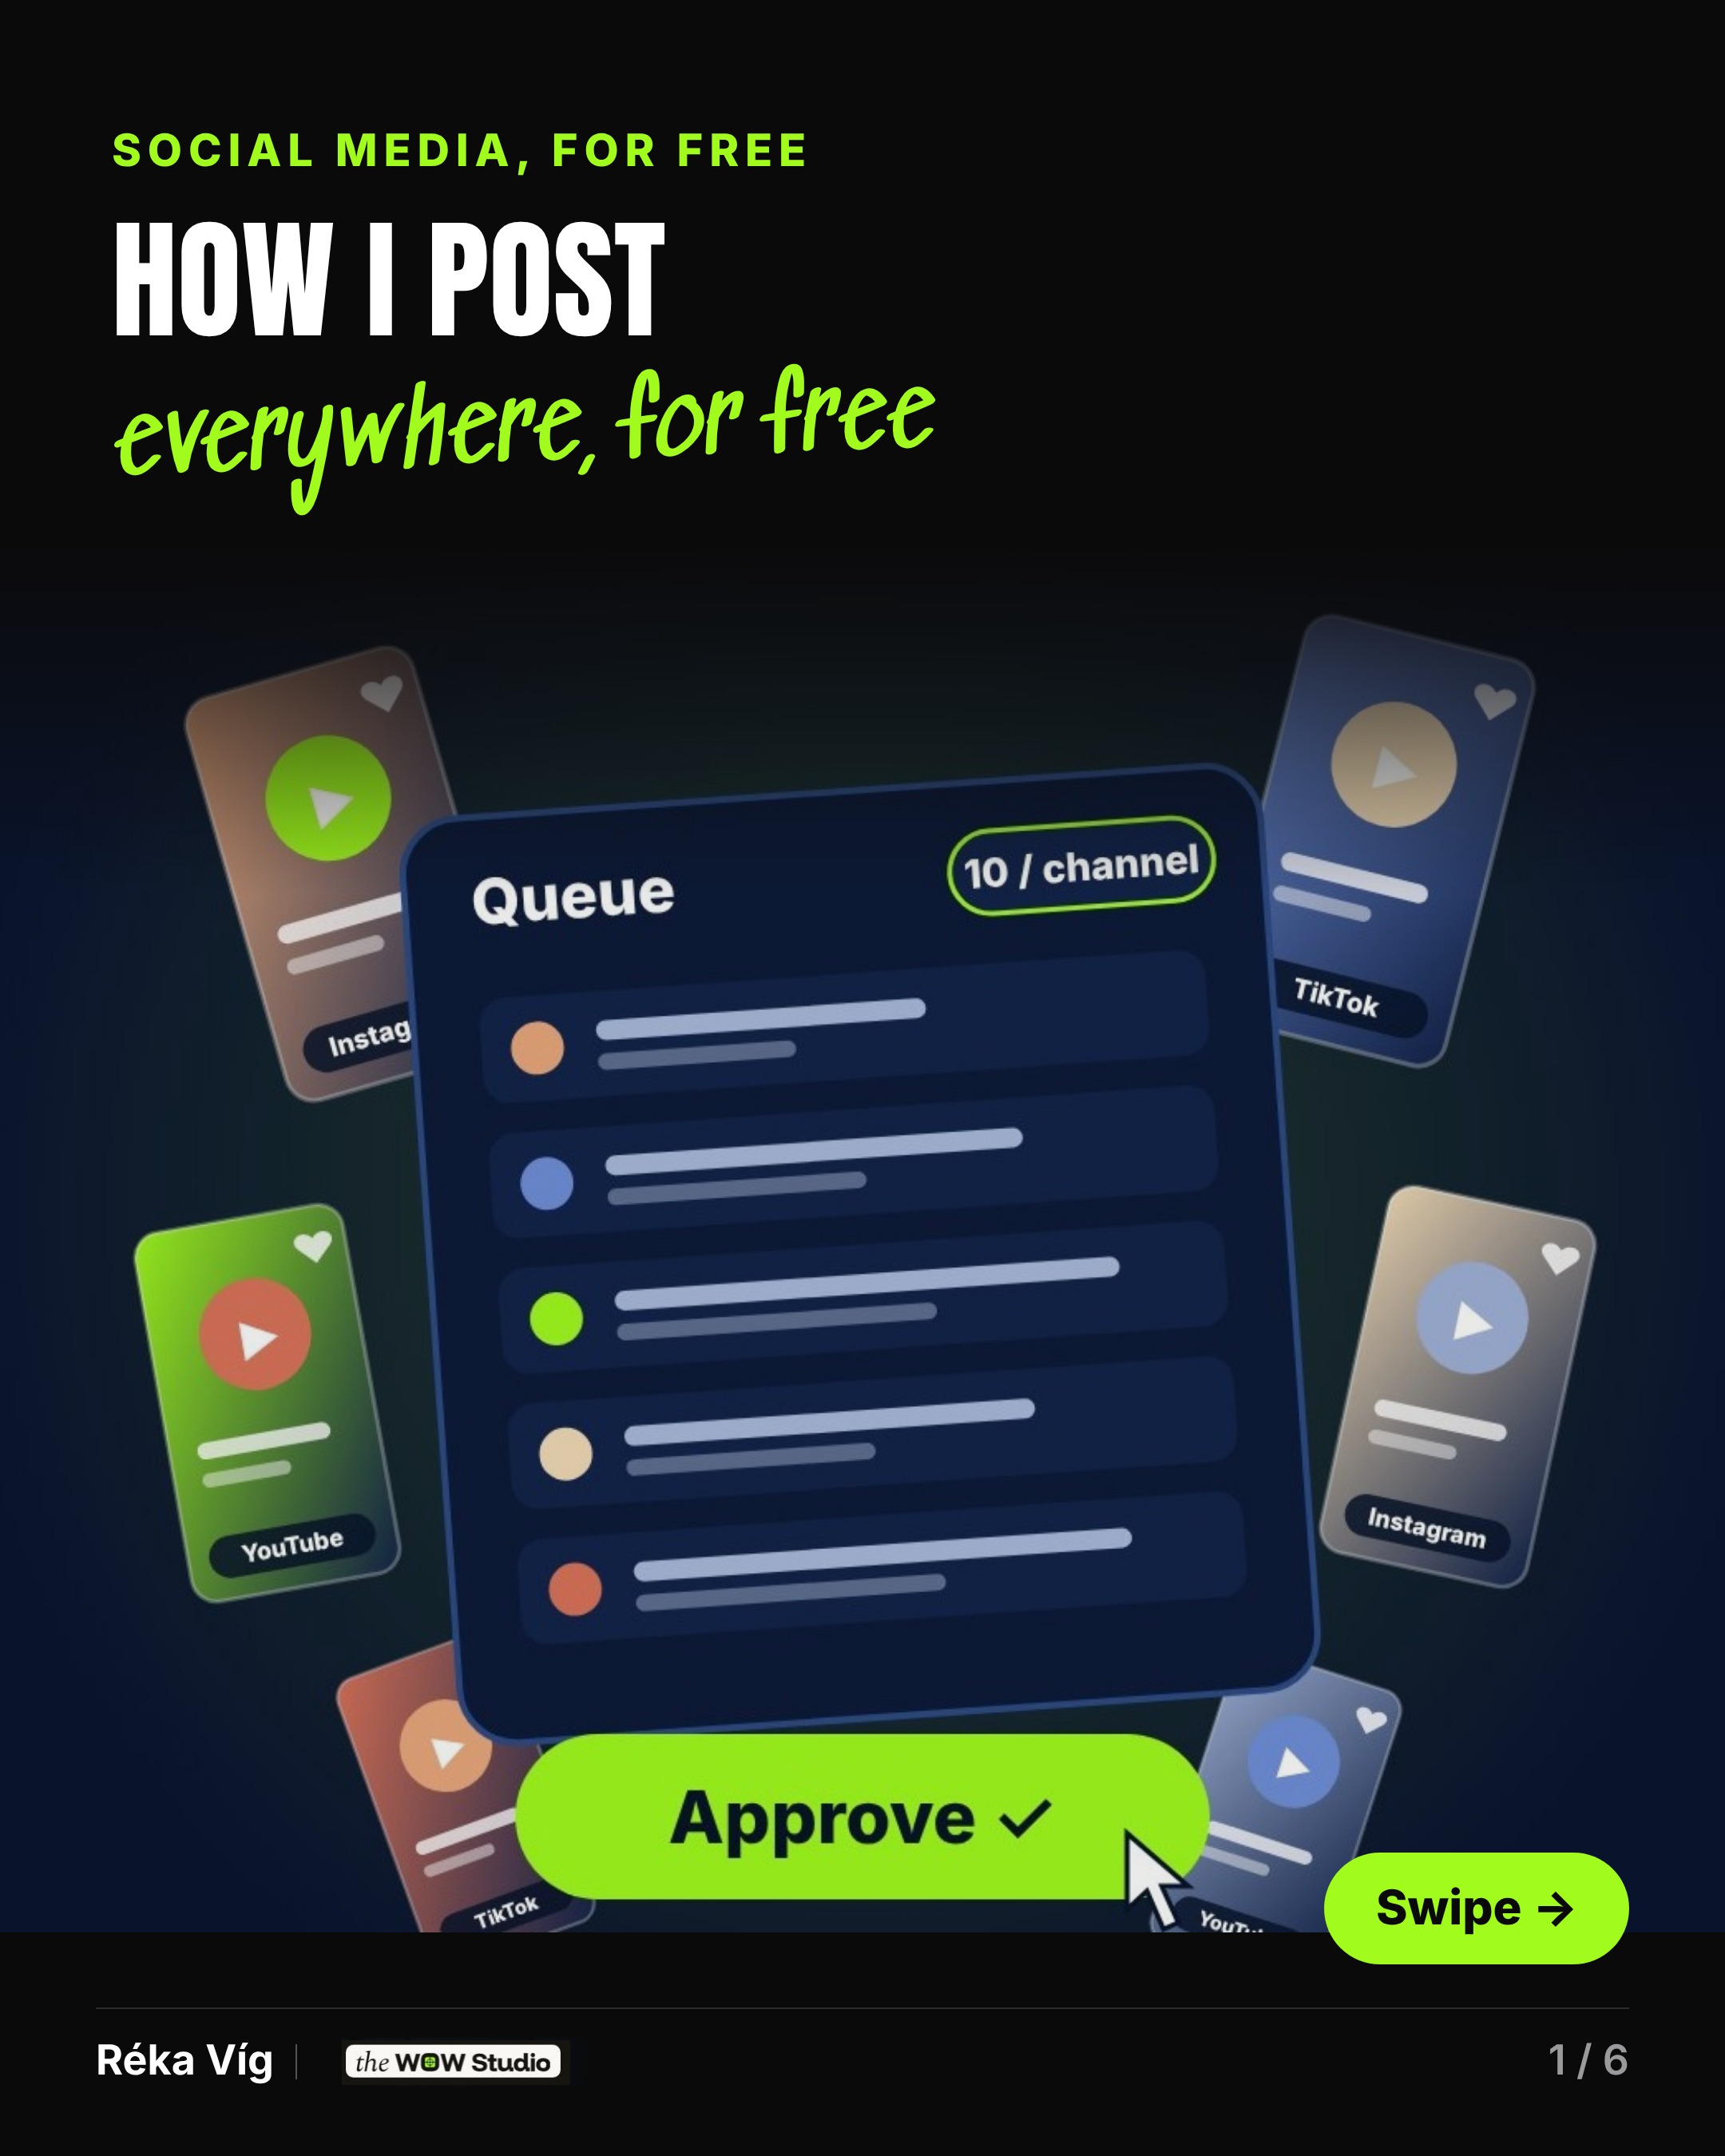 SOCIAL MEDIA, FOR FREE
HOW I POST
everywhere, for free
Queue
10 / channel
Instag
TikTok
YouTube
Instagram
TikTok
Approve ✓
Swipe →
Réka Víg
the WOW Studio
1 / 6